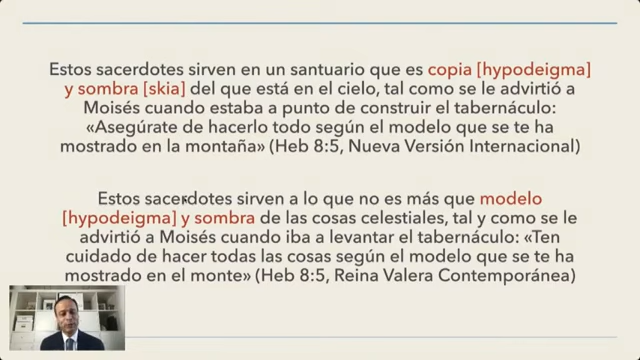 Estos sacerdotes sirven en un santuario que es copia [hypodeigma]
y sombra [skia] del que está en el cielo, tal como se le advirtió a
Moisés cuando estaba a punto de construir el tabernáculo:
«Asegúrate de hacerlo todo según el modelo que se te ha
mostrado en la montaña» (Heb 8:5, Nueva Versión Internacional)
Estos sacerdotes sirven a lo que no es más que modelo
[hypodeigma] y sombra de las cosas celestiales, tal y como se le
advirtió a Moisés cuando iba a levantar el tabernáculo: «Ten
cuidado de hacer todas las cosas según el modelo que se te ha
mostrado en el monte» (Heb 8:5, Reina Valera Contemporánea)